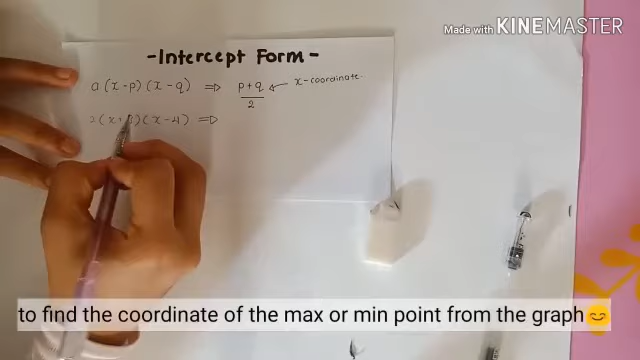 Made with KINEMASTER
-Intercept Form-
a (x-p)(x-q) ⇒ p+q/2 ← x-coordinate
(x-4) ⇒
to find the coordinate of the max or min point from the graph😊